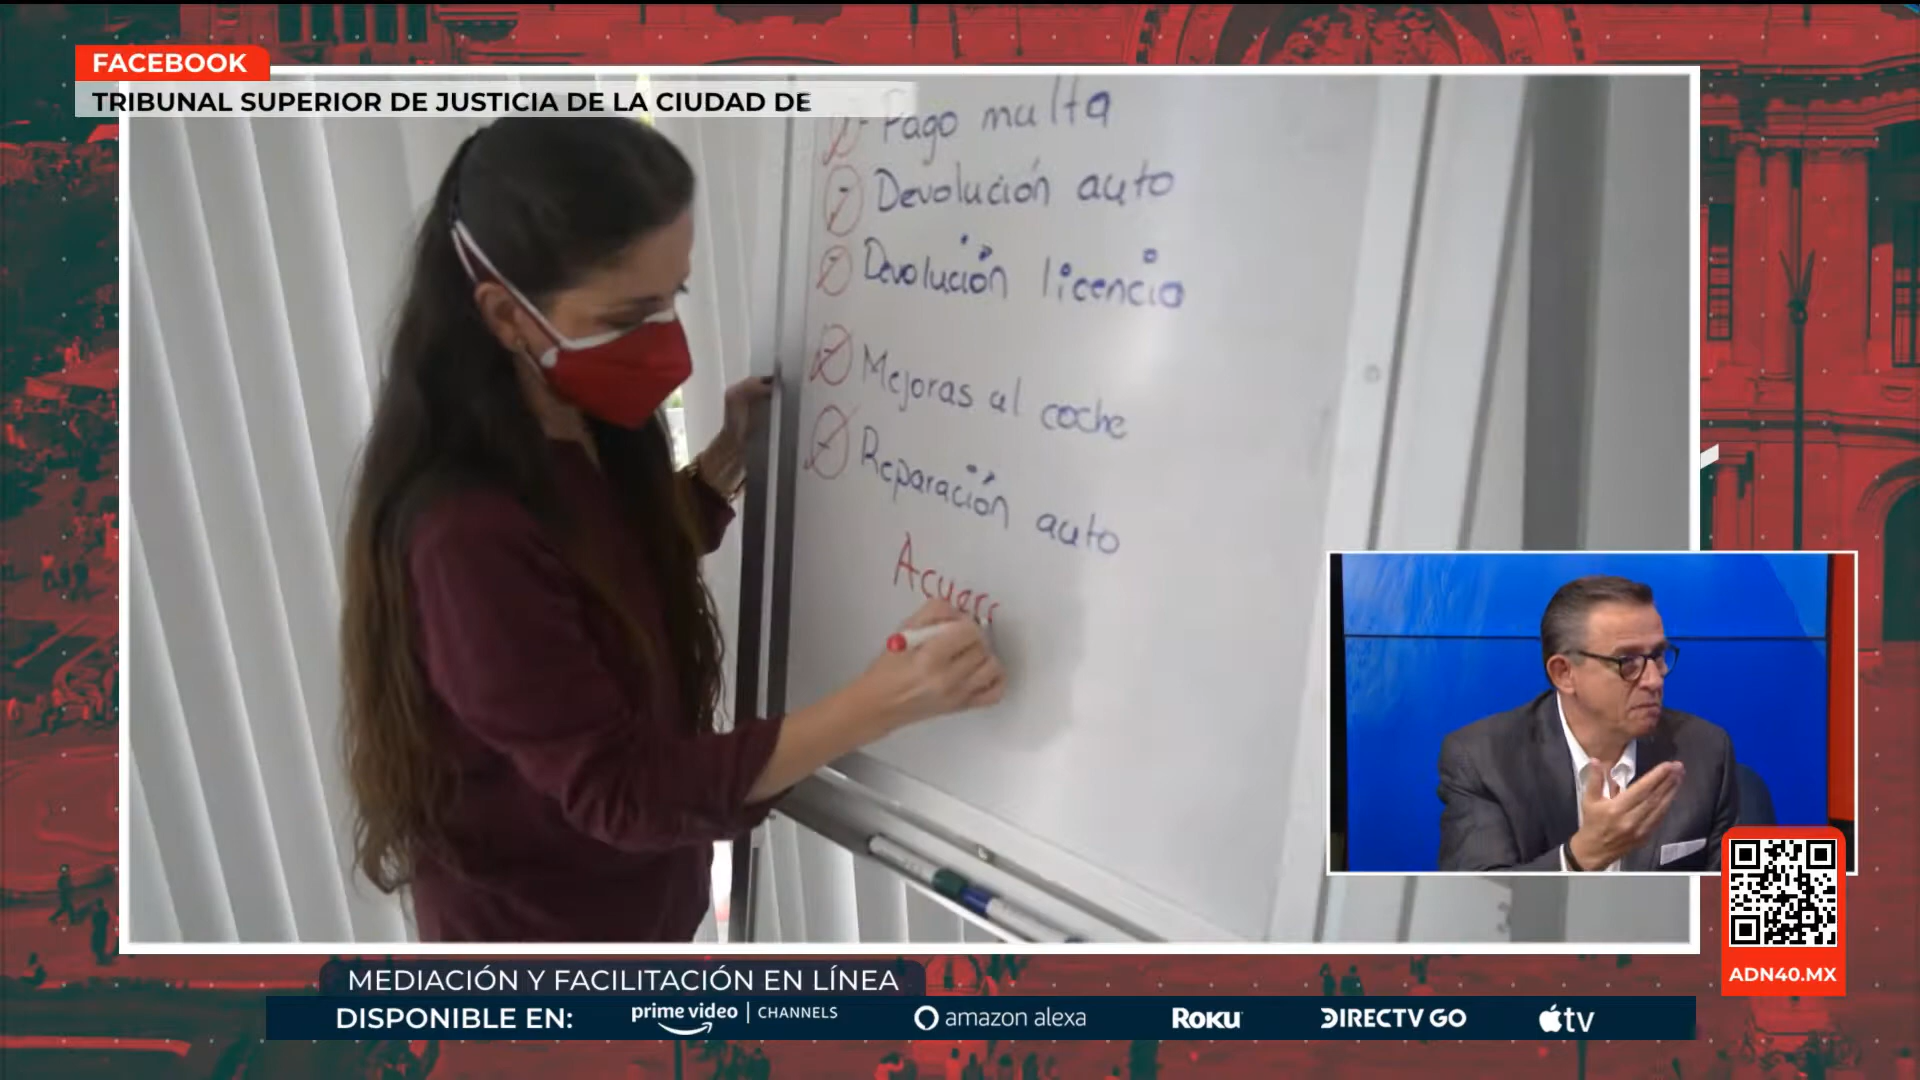 FACEBOOK
TRIBUNAL SUPERIOR DE JUSTICIA DE LA CIUDAD DE
- Pago multa
- Devolución auto
- Devolución licencia
- Mejoras al coche
- Reparación auto
Acuer
ADN40.MX
MEDIACIÓN Y FACILITACIÓN EN LÍNEA
DISPONIBLE EN: prime video | CHANNELS amazon alexa Roku DIRECTV GO tv